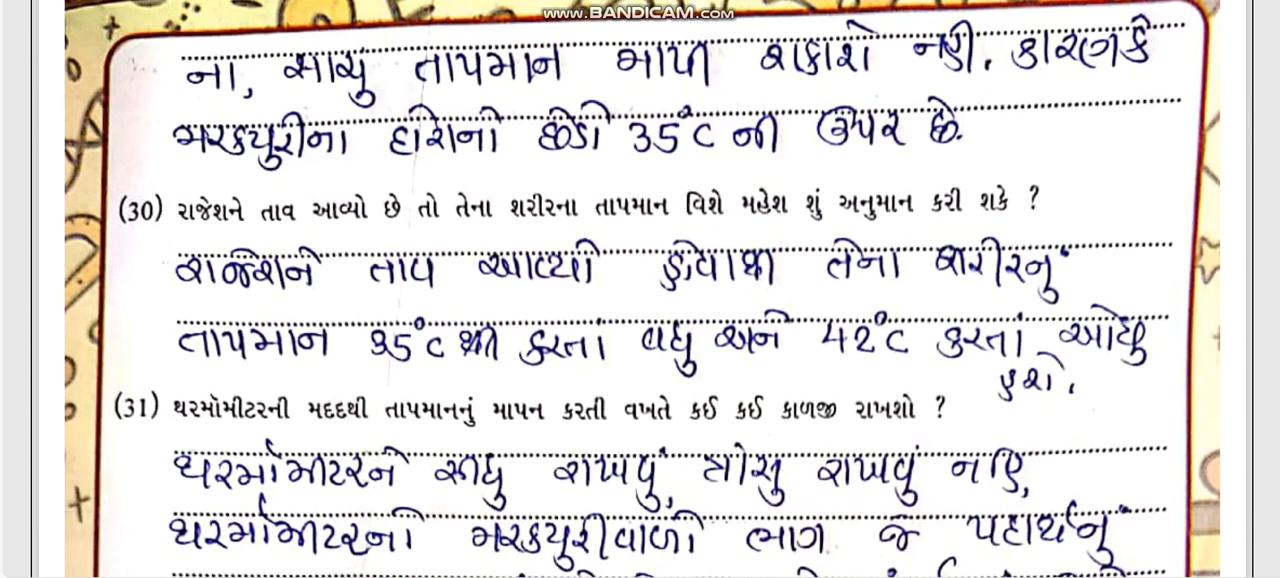 www.BANDICAM.com
ના, સાચું તાપમાન માપી શકાશે નહી. કારણકે
મરક્યુરીના દ્રાશિનો છેડો 35°C ની ઉપર છે.
(30) રાજેશને તાવ આવ્યો છે તો તેના શરીરના તાપમાન વિશે મહેશ શું અનુમાન કરી શકે ?
રાજેશને તાવ આવ્યો હોવાથી તેના શરીરનું
તાપમાન 35°C થી કરતાં વધુ અને 42°C કરતાં ઓછુ
હશે.
(31) થરમૉમીટરની મદદથી તાપમાનનું માપન કરતી વખતે કઈ કઈ કાળજી રાખશો ?
થરમોમીટરને સીધુ રાખવું, ત્રાંસુ રાખવું નહિ,
થરમોમીટરનો મરક્યુરીવાળો ભાગ જ પદાર્થનું